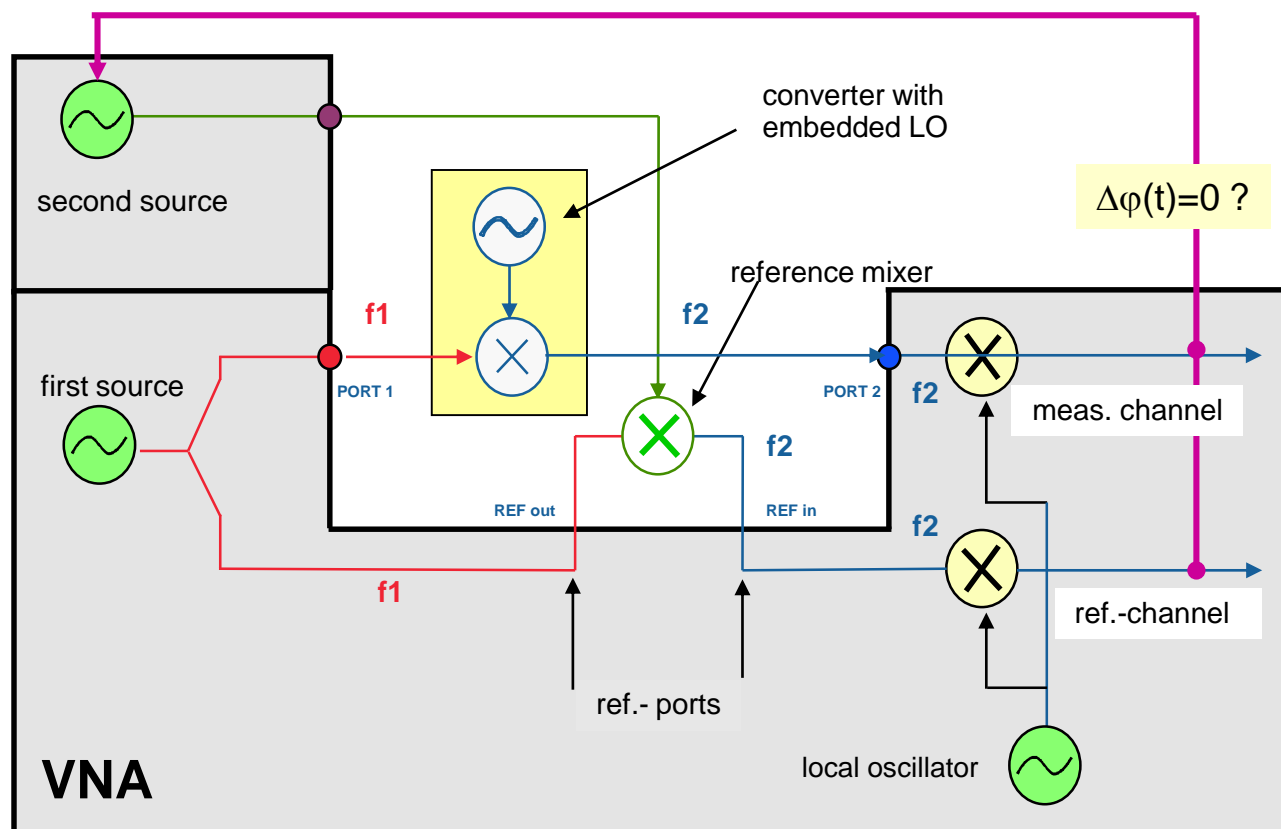 converter with
embedded LO
second source
Δφ(t)=0 ?
reference mixer
f1
f2
first source
PORT 1
PORT 2
f2
meas. channel
f2
REF out
REF in
f2
f1
ref.-channel
ref.- ports
local oscillator
VNA